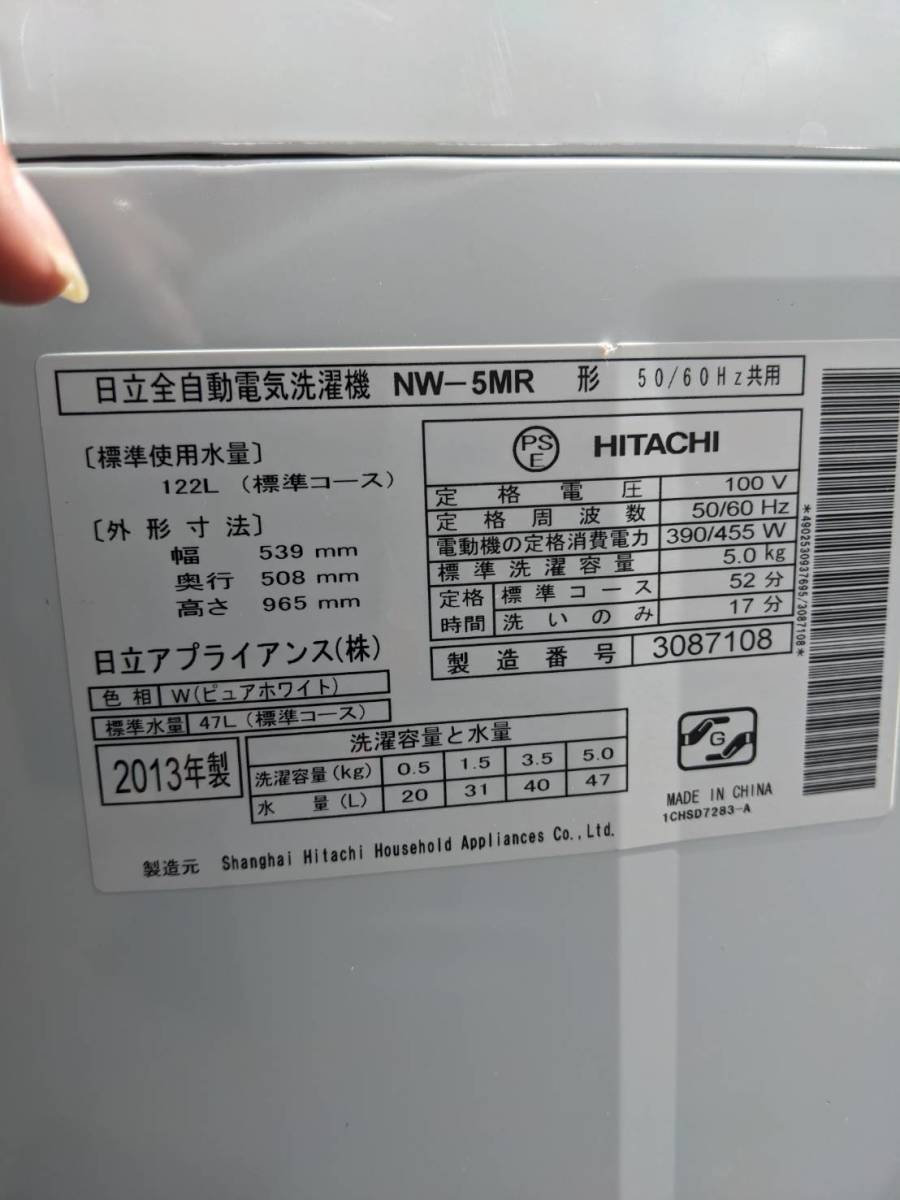 日立全自動電気洗濯機 NW-5MR 形 50/60Hz共用
〔標準使用水量〕
122L (標準コース)
〔外形寸法〕
幅 539 mm
奥行 508 mm
高さ 965 mm
日立アプライアンス(株)
色相 W(ピュアホワイト)
標準水量 47L (標準コース)
2013年製
PS
E
HITACHI
定格電圧 100 V
定格周波数 50/60 Hz
電動機の定格消費電力 390/455 W
標準洗濯容量 5.0 kg
定格時間 標準コース 52 分
洗いのみ 17 分
製造番号 3087108
洗濯容量と水量
洗濯容量(kg) 0.5 1.5 3.5 5.0
水量(L) 20 31 40 47
G
MADE IN CHINA
1CHSD7283-A
製造元 Shanghai Hitachi Household Appliances Co.,Ltd.
*4902530937695/3087108*